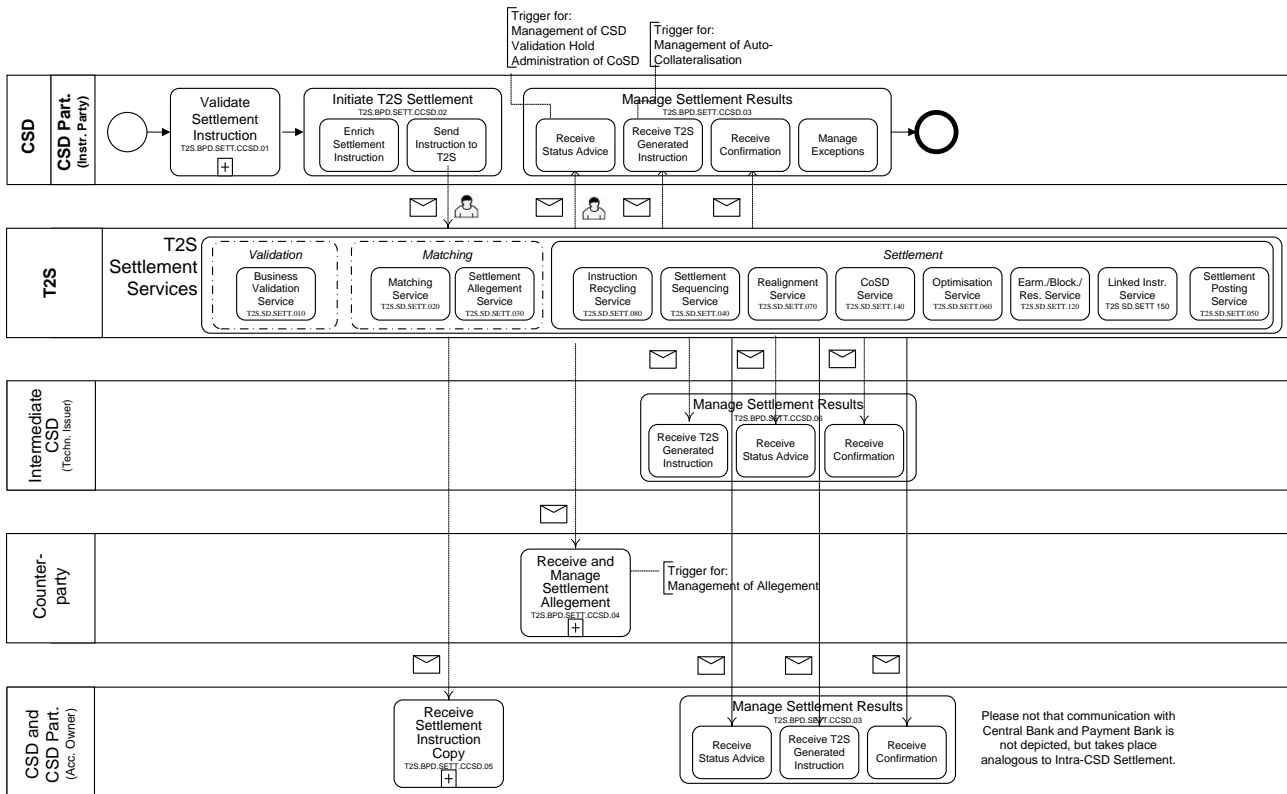 Trigger for:
Management of CSD
Validation Hold
Administration of CoSD
Trigger for:
Management of Auto-
Collateralisation
CSD
CSD Part.
(Instr. Party)
Validate
Settlement
Instruction
T2S.BPD.SETT.CCSD.01
Initiate T2S Settlement
T2S.BPD.SETT.CCSD.02
Enrich
Settlement
Instruction
Send
Instruction to
T2S
Manage Settlement Results
T2S.BPD.SETT.CCSD.03
Receive
Status Advice
Receive T2S
Generated
Instruction
Receive
Confirmation
Manage
Exceptions
T2S
T2S
Settlement
Services
Validation
Business
Validation
Service
T2S.SD.SETT.010
Matching
Matching
Service
T2S.SD.SETT.020
Settlement
Allegement
Service
T2S.SD.SETT.030
Settlement
Instruction
Recycling
Service
T2S.SD.SETT.080
Settlement
Sequencing
Service
T2S.SD.SETT.040
Realignment
Service
T2S.SD.SETT.070
CoSD
Service
T2S.SD.SETT.140
Optimisation
Service
T2S.SD.SETT.060
Earm./Block./
Res. Service
T2S.SD.SETT.120
Linked Instr.
Service
T2S SD.SETT 150
Settlement
Posting
Service
T2S.SD.SETT.050
Intermediate
CSD
(Techn. Issuer)
Manage Settlement Results
T2S.BPD.SETT.CCSD.06
Receive T2S
Generated
Instruction
Receive
Status Advice
Receive
Confirmation
Counter-
party
Receive and
Manage
Settlement
Allegement
T2S.BPD.SETT.CCSD.04
Trigger for:
Management of Allegement
CSD and
CSD Part.
(Acc. Owner)
Receive
Settlement
Instruction
Copy
T2S.BPD.SETT.CCSD.05
Manage Settlement Results
T2S.BPD.SETT.CCSD.03
Receive
Status Advice
Receive T2S
Generated
Instruction
Receive
Confirmation
Please not that communication with
Central Bank and Payment Bank is
not depicted, but takes place
analogous to Intra-CSD Settlement.